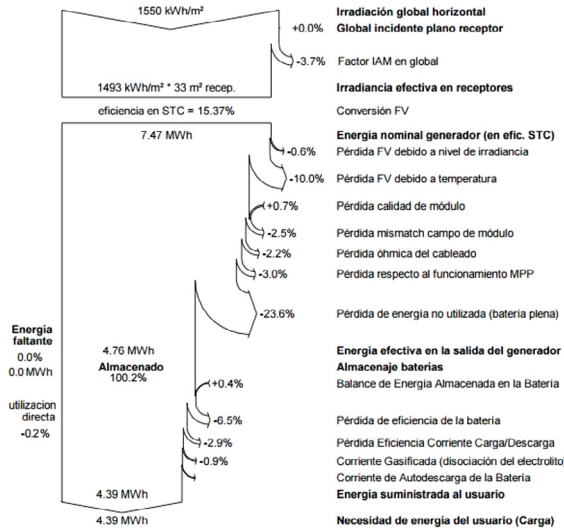 1550 kWh/m² Irradiación global horizontal
+0.0% Global incidente plano receptor
-3.7% Factor IAM en global
1493 kWh/m² * 33 m² recep. Irradiancia efectiva en receptores
eficiencia en STC = 15.37% Conversión FV
7.47 MWh Energia nominal generador (en efic. STC)
-0.6% Pérdida FV debido a nivel de irradiancia
-10.0% Pérdida FV debido a temperatura
+0.7% Pérdida calidad de módulo
-2.5% Pérdida mismatch campo de módulo
-2.2% Pérdida óhmica del cableado
-3.0% Pérdida respecto al funcionamiento MPP
-23.6% Pérdida de energía no utilizada (batería plena)
Energía
faltante
0.0%
0.0 MWh
4.76 MWh Energía efectiva en la salida del generador
Almacenado Almacenaje baterias
100.2%
+0.4% Balance de Energía Almacenada en la Batería
utilizacion
directa
-0.2%
-6.5% Pérdida de eficiencia de la batería
-2.9% Pérdida Eficiencia Corriente Carga/Descarga
-0.9% Corriente Gasificada (disociación del electrolito)
Corriente de Autodescarga de la Batería
4.39 MWh Energía suministrada al usuario
4.39 MWh Necesidad de energía del usuario (Carga)